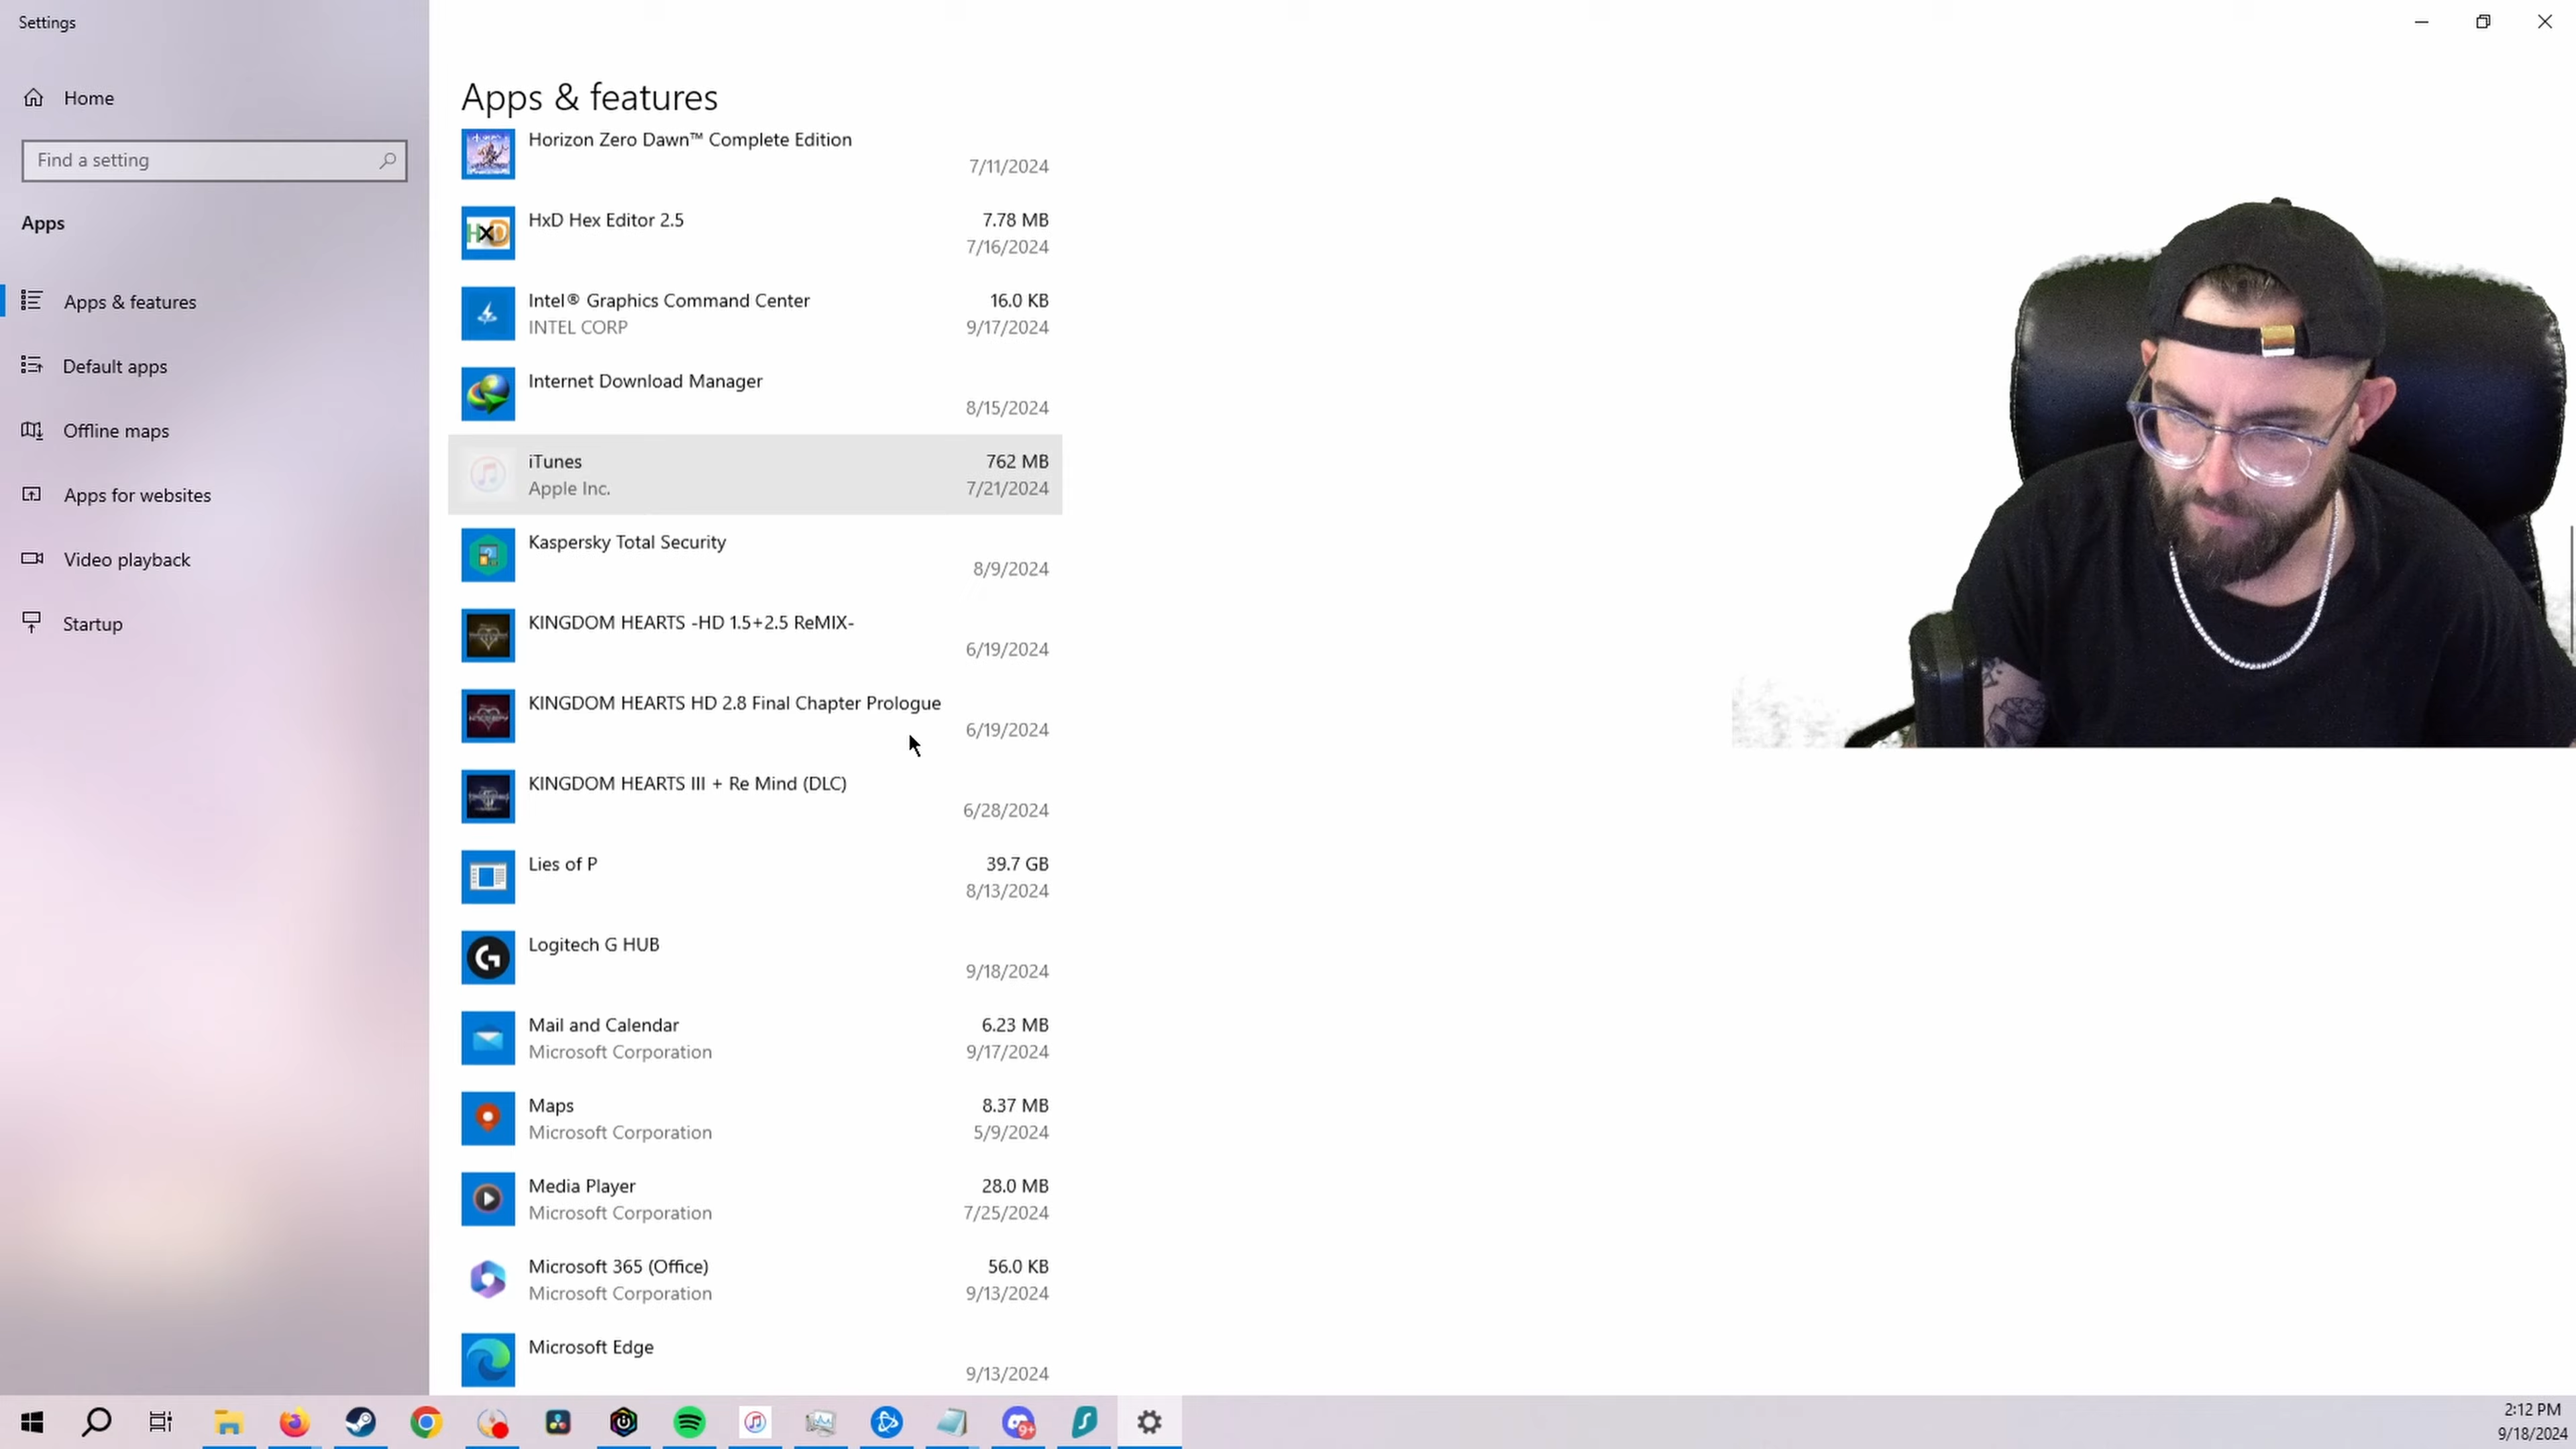 Settings
Home
Find a setting
Apps
Apps & features
Default apps
Offline maps
Apps for websites
Video playback
Startup
Apps & features
Horizon Zero Dawn™ Complete Edition
7/11/2024
HxD
HxD Hex Editor 2.5
7.78 MB
7/16/2024
Intel® Graphics Command Center
16.0 KB
INTEL CORP
9/17/2024
Internet Download Manager
8/15/2024
iTunes
762 MB
Apple Inc.
7/21/2024
Kaspersky Total Security
8/9/2024
KINGDOM HEARTS -HD 1.5+2.5 ReMIX-
6/19/2024
KINGDOM HEARTS HD 2.8 Final Chapter Prologue
6/19/2024
KINGDOM HEARTS III + Re Mind (DLC)
6/28/2024
Lies of P
39.7 GB
8/13/2024
Logitech G HUB
9/18/2024
Mail and Calendar
6.23 MB
Microsoft Corporation
9/17/2024
Maps
8.37 MB
Microsoft Corporation
5/9/2024
Media Player
28.0 MB
Microsoft Corporation
7/25/2024
Microsoft 365 (Office)
56.0 KB
Microsoft Corporation
9/13/2024
Microsoft Edge
9/13/2024
9+
2:12 PM
9/18/2024